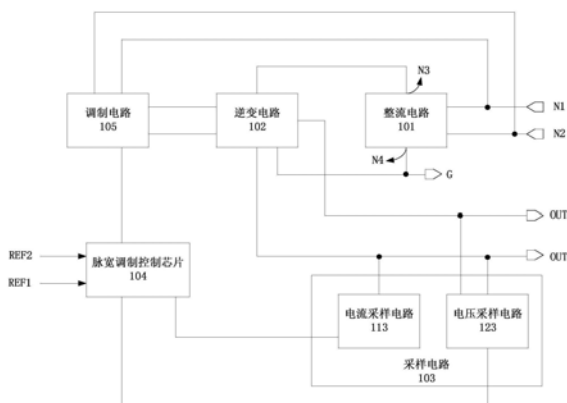 N3
N1
调制电路
105
逆变电路
102
整流电路
101
N2
N4
G
OUT
REF2
脉宽调制控制芯片
104
OUT
REF1
电流采样电路
113
电压采样电路
123
采样电路
103